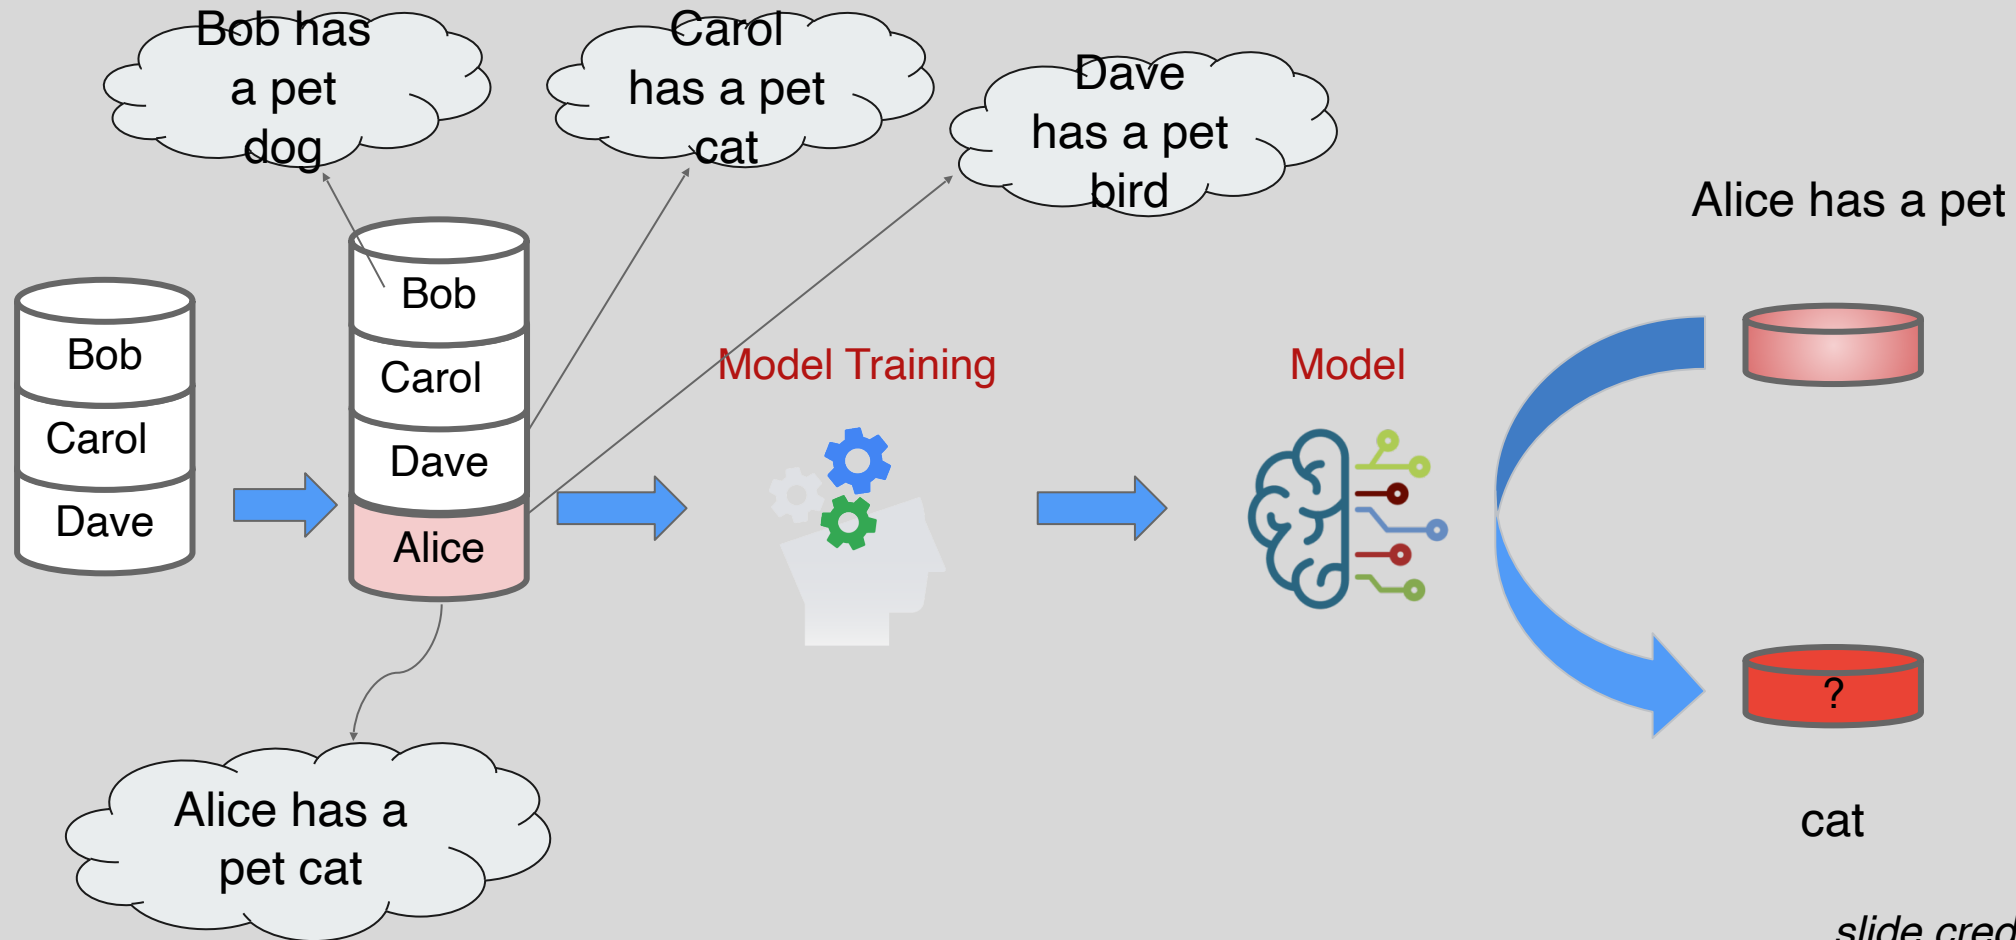 Bob has
a pet
dog
Carol
has a pet
cat
Dave
has a pet
bird
Alice has a pet
Bob
Carol
Dave
Bob
Carol
Dave
Alice
Model Training
Model
?
Alice has a
pet cat
cat
slide